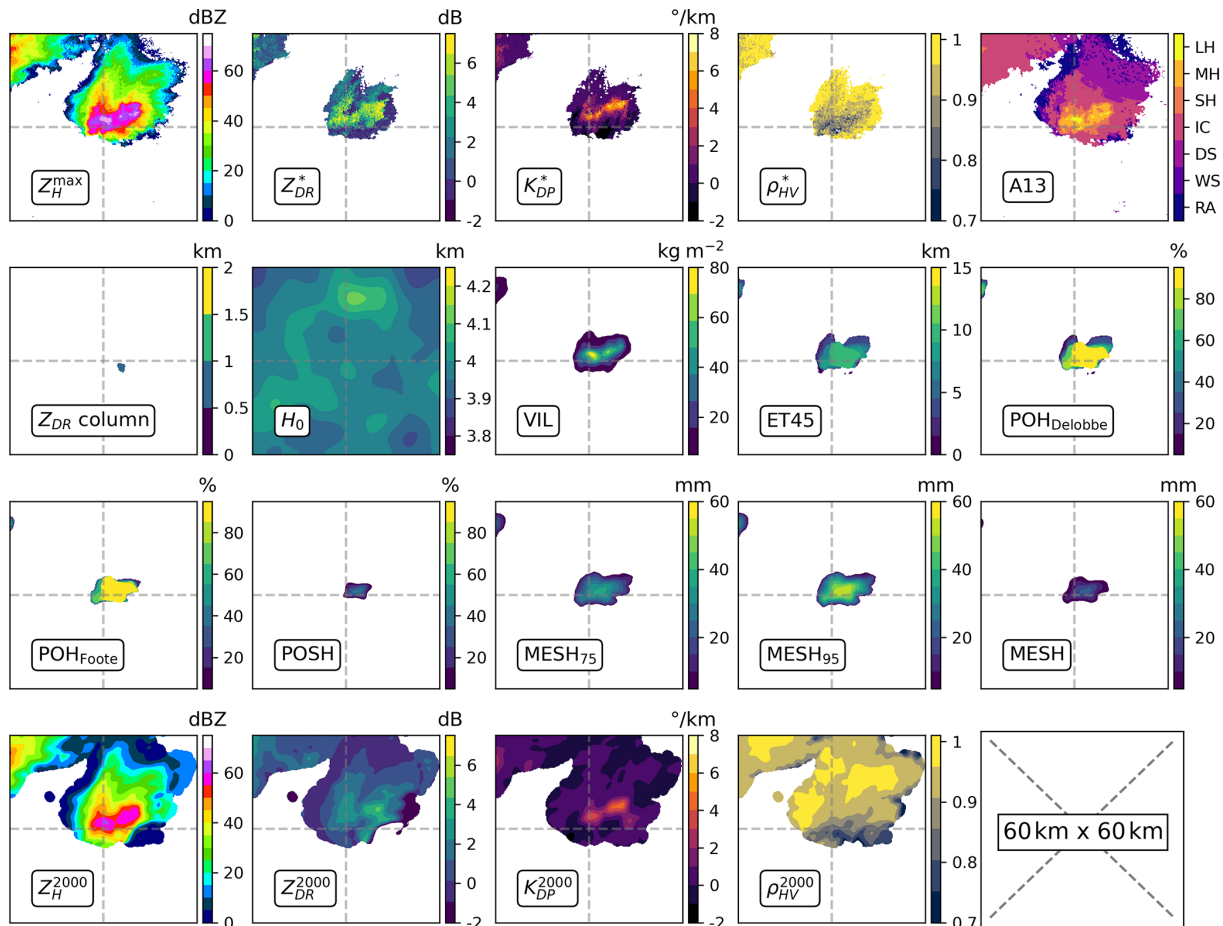 dBZ dB °/km
60 6 8 1 LH
40 4 6 0.9 MH
20 2 4 0.8 SH
0 0 2 0.7 IC
-2 0 DS
-2 WS
RA
Z_H^max Z_DR^* K_DP^* ρ_HV^* A13
km km kg m⁻² km %
2 4.2 80 15 80
1.5 4.1 60 10 60
1 4 40 5 40
0.5 3.9 20 0 20
0 3.8
Z_DR column H_0 VIL ET45 POH_Delobbe
% % mm mm mm
80 80 60 60 60
60 60 40 40 40
40 40 20 20 20
20 20
POH_Foote POSH MESH_75 MESH_95 MESH
dBZ dB °/km
60 6 8 1
40 4 6 0.9
20 2 4 0.8
0 0 2 0.7
-2 0
-2
Z_H^2000 Z_DR^2000 K_DP^2000 ρ_HV^2000 60 km x 60 km